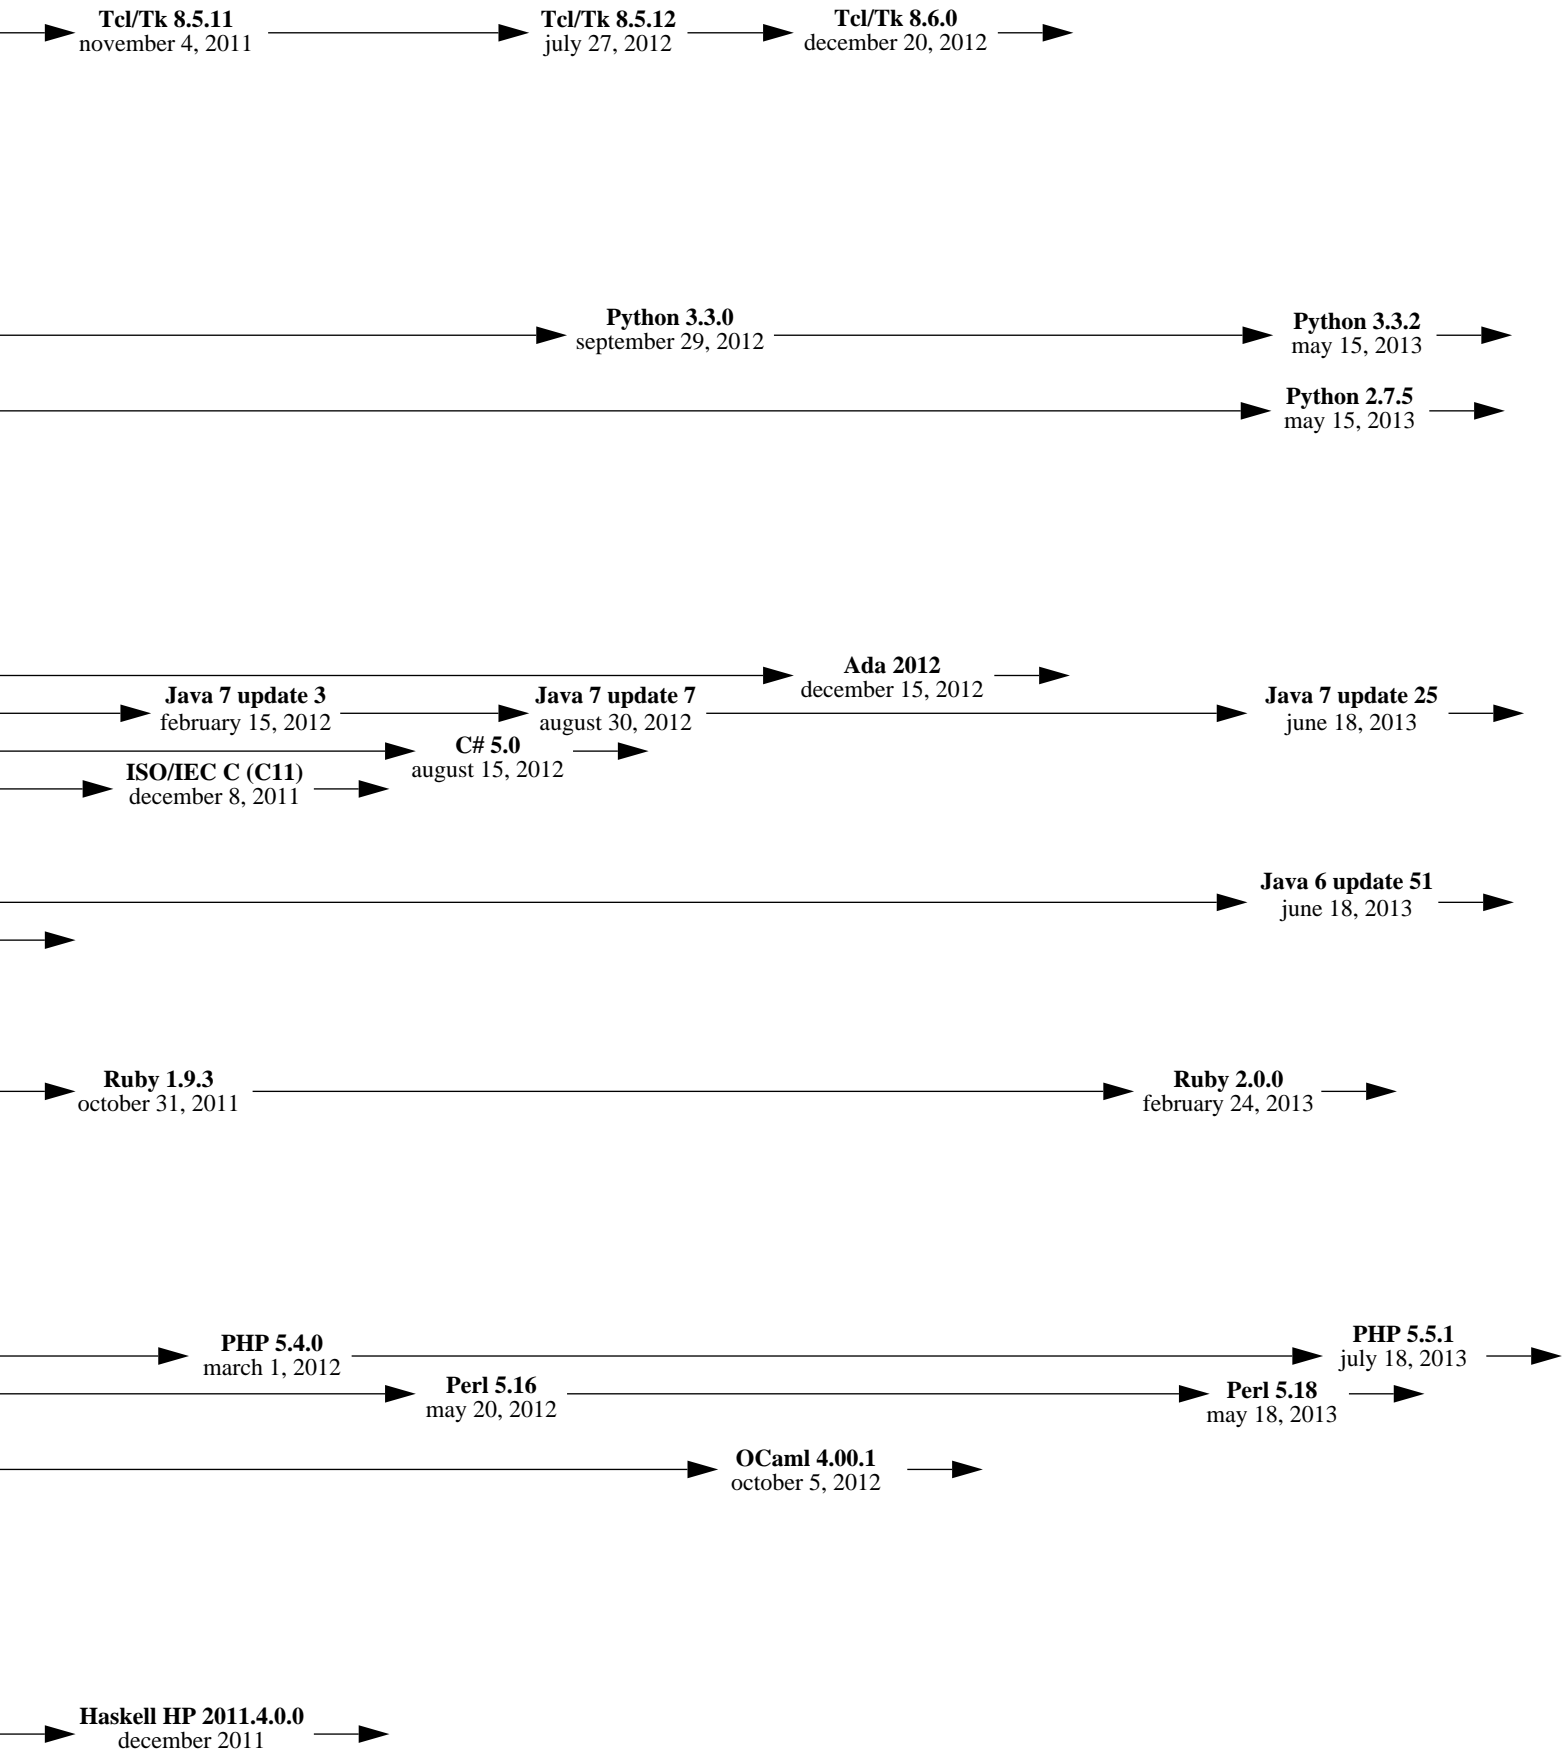 Tcl/Tk 8.5.11
november 4, 2011
Tcl/Tk 8.5.12
july 27, 2012
Tcl/Tk 8.6.0
december 20, 2012
Python 3.3.0
september 29, 2012
Python 3.3.2
may 15, 2013
Python 2.7.5
may 15, 2013
Ada 2012
december 15, 2012
Java 7 update 3
february 15, 2012
Java 7 update 7
august 30, 2012
Java 7 update 25
june 18, 2013
C# 5.0
august 15, 2012
ISO/IEC C (C11)
december 8, 2011
Java 6 update 51
june 18, 2013
Ruby 1.9.3
october 31, 2011
Ruby 2.0.0
february 24, 2013
PHP 5.4.0
march 1, 2012
PHP 5.5.1
july 18, 2013
Perl 5.16
may 20, 2012
Perl 5.18
may 18, 2013
OCaml 4.00.1
october 5, 2012
Haskell HP 2011.4.0.0
december 2011